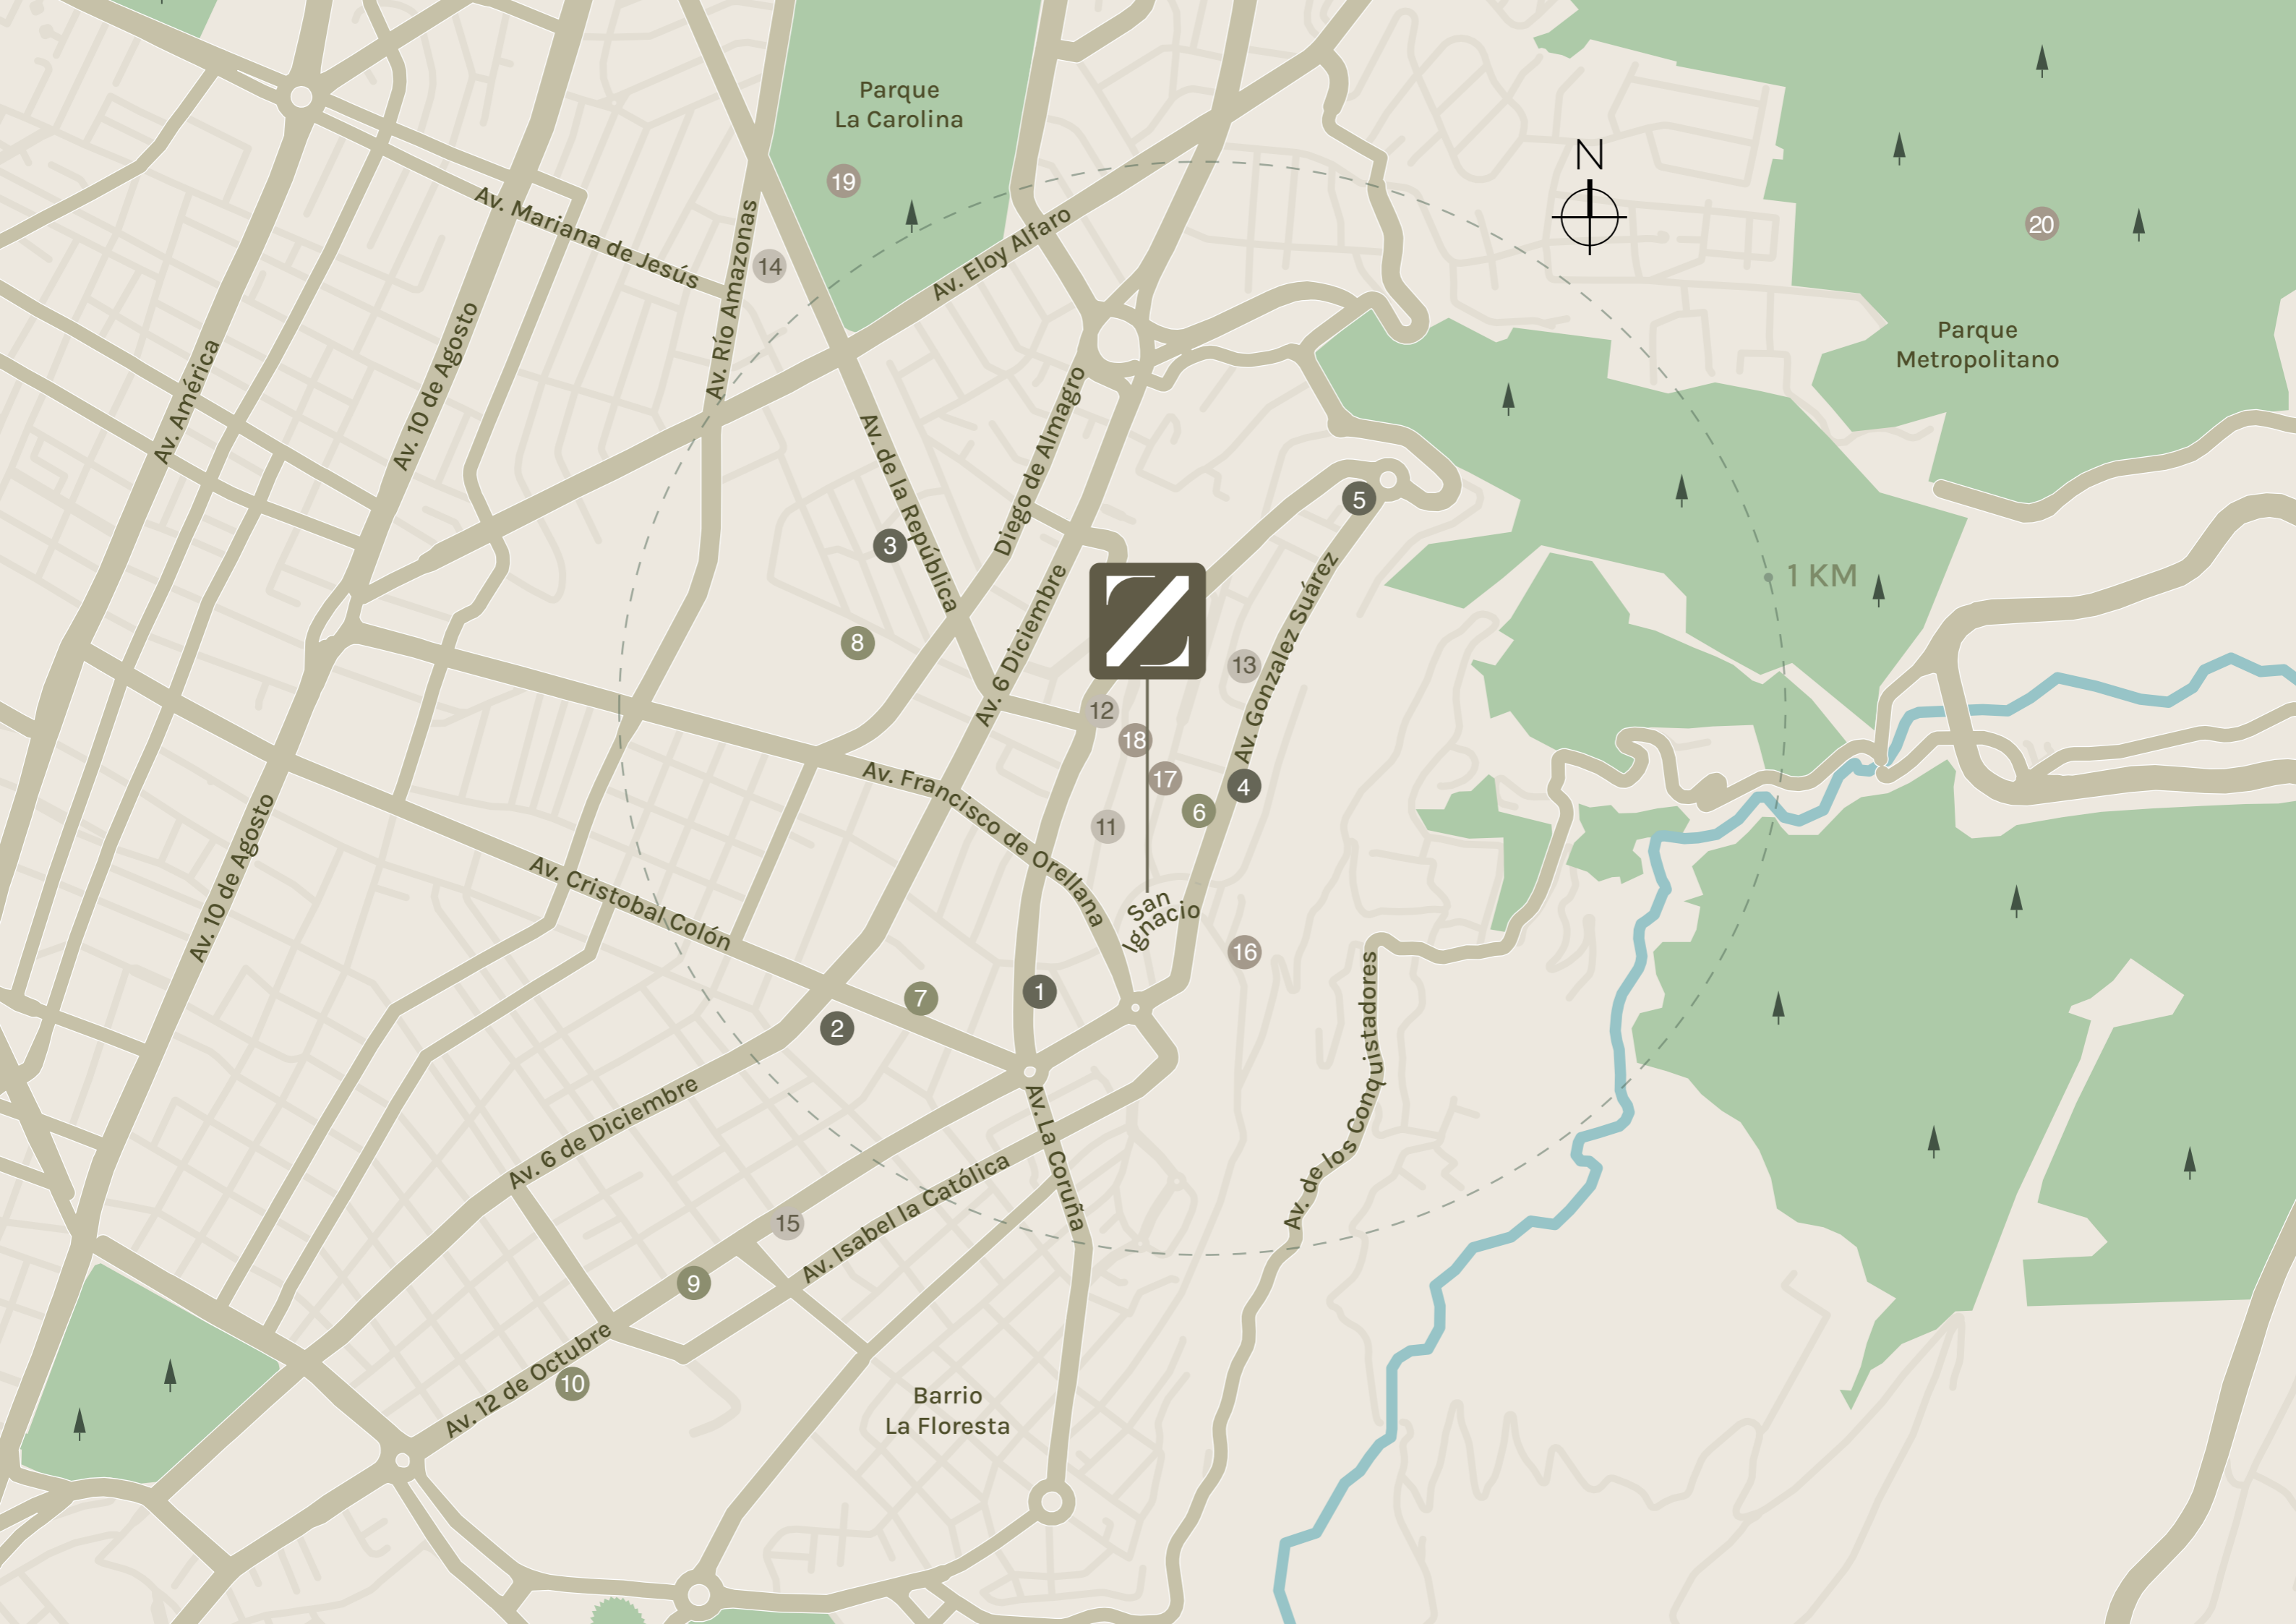 Parque
La Carolina
19
N
20
Av. Mariana de Jesús
Av. Río Amazonas
14
Av. Eloy Alfaro
Parque
Metropolitano
Av. América
Av. 10 de Agosto
Av. de la República
Diego de Almagro
5
3
1 KM
Av. 6 Diciembre
Z
Av. Gonzalez Suárez
8
13
12
18
17
4
6
11
Av. Francisco de Orellana
Av. 10 de Agosto
Av. Cristobal Colón
San
Ignacio
16
7
1
2
Av. de los Conquistadores
Av. 6 de Diciembre
Av. La Coruña
Av. Isabel la Católica
15
9
Av. 12 de Octubre
10
Barrio
La Floresta